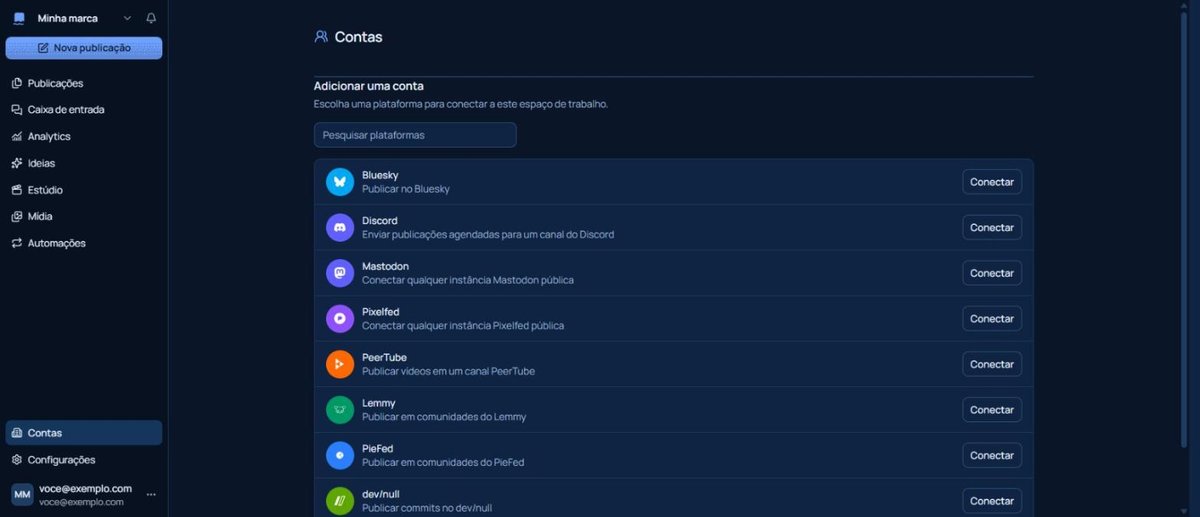 Minha marca
Nova publicação
Publicações
Caixa de entrada
Analytics
Ideias
Estúdio
Mídia
Automações
Contas
Configurações
MM
voce@exemplo.com
voce@exemplo.com
Contas
Adicionar uma conta
Escolha uma plataforma para conectar a este espaço de trabalho.
Pesquisar plataformas
Bluesky
Publicar no Bluesky
Conectar
Discord
Enviar publicações agendadas para um canal do Discord
Conectar
Mastodon
Conectar qualquer instância Mastodon pública
Conectar
Pixelfed
Conectar qualquer instância Pixelfed pública
Conectar
PeerTube
Publicar vídeos em um canal PeerTube
Conectar
Lemmy
Publicar em comunidades do Lemmy
Conectar
PieFed
Publicar em comunidades do PieFed
Conectar
dev/null
Publicar commits no dev/null
Conectar